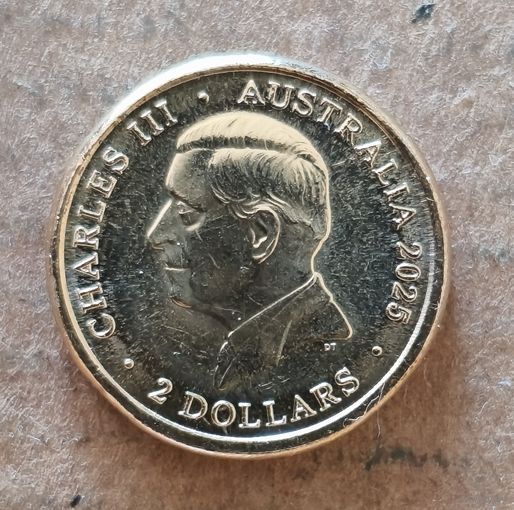 CHARLES III • AUSTRALIA 2025 •
2 DOLLARS •
DT